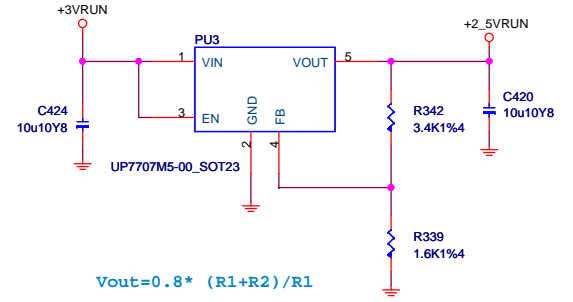 +3VRUN
+2_5VRUN
PU3
1
VIN
VOUT
5
C424
10u10Y8
3
EN
GND
FB
2
4
R342
3.4K1%4
C420
10u10Y8
UP7707M5-00_SOT23
R339
1.6K1%4
Vout=0.8* (R1+R2)/R1